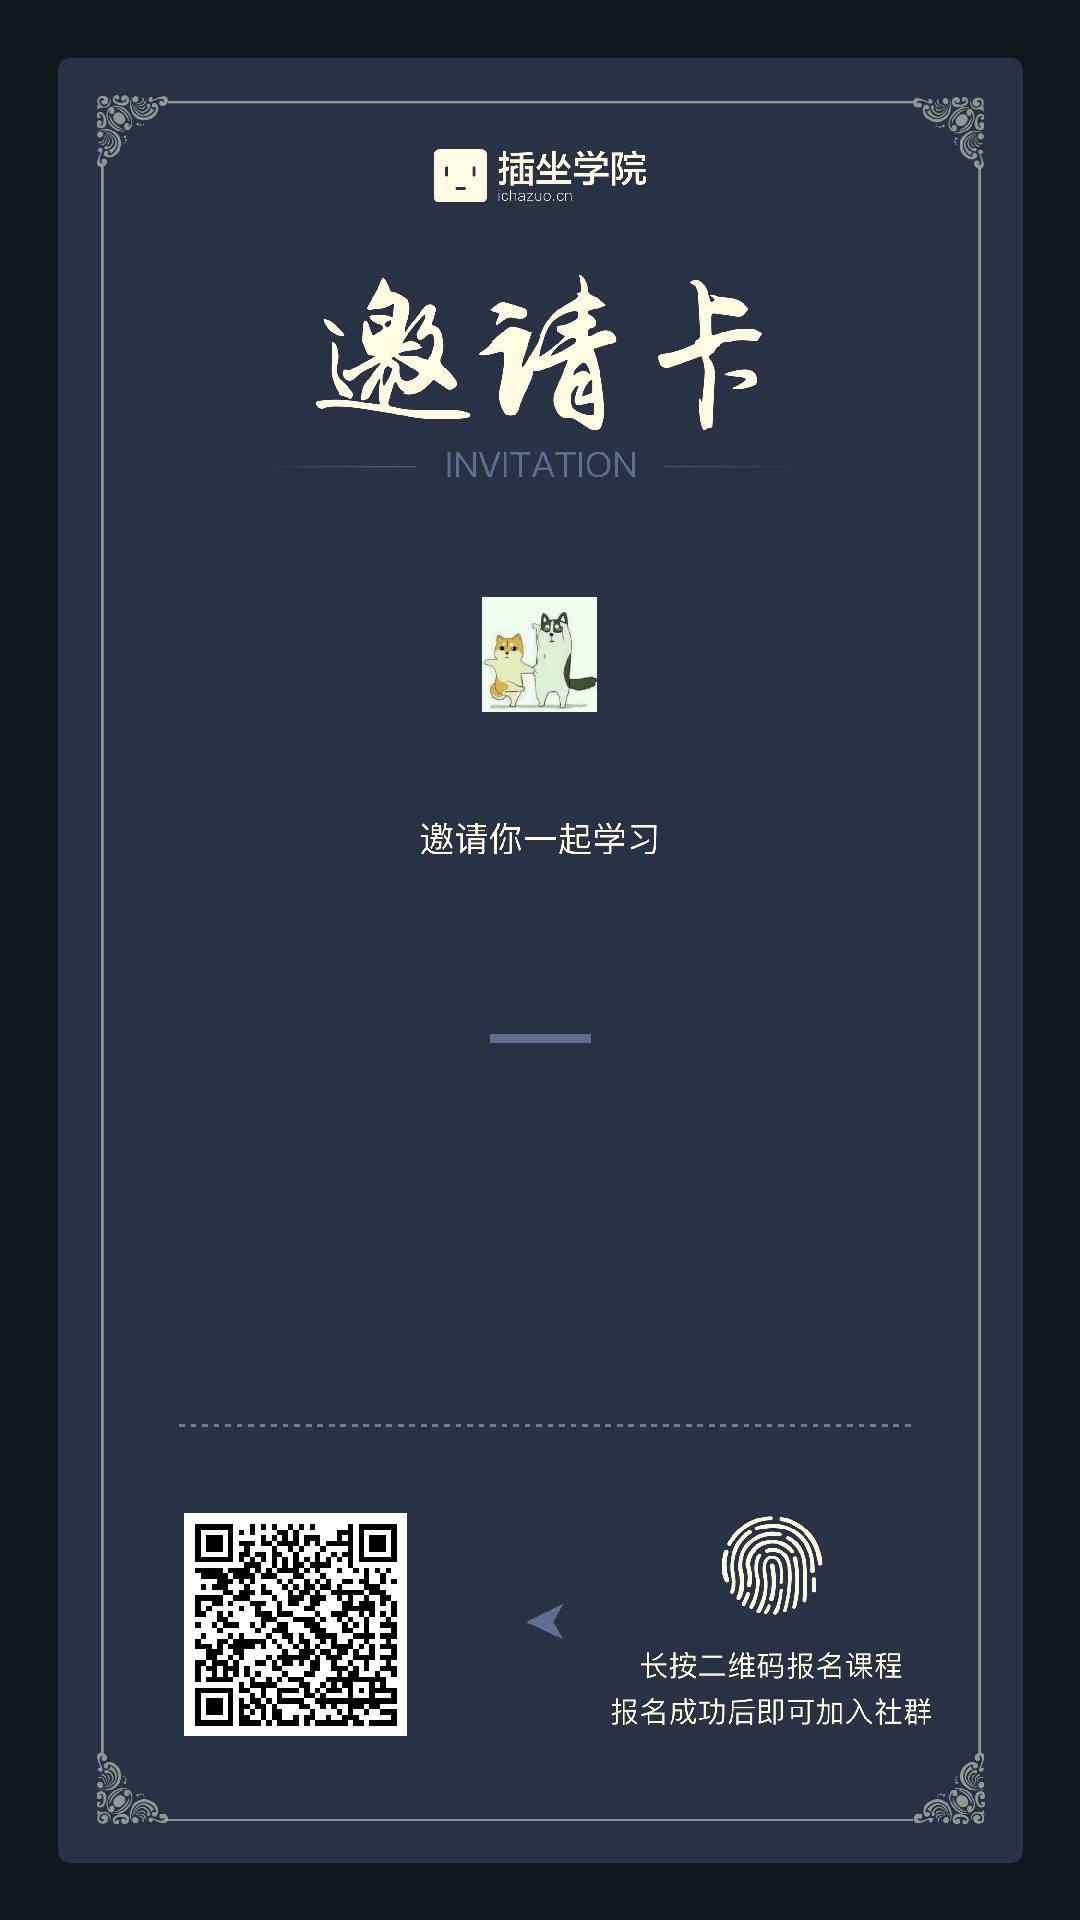 插坐学院
ichazuo.cn
邀请卡
INVITATION
邀请你一起学习
长按二维码报名课程
报名成功后即可加入社群